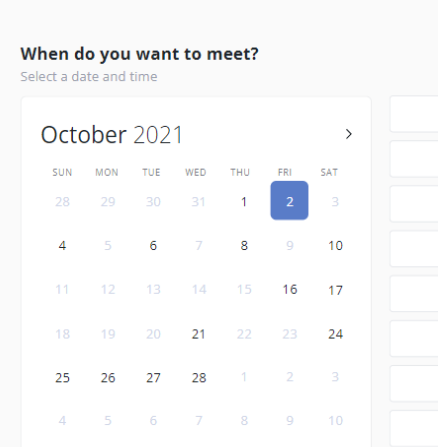 When do you want to meet?
Select a date and time
October 2021
SUN MON TUE WED THU FRI SAT
28 29 30 31 1 2 3
4 5 6 7 8 9 10
11 12 13 14 15 16 17
18 19 20 21 22 23 24
25 26 27 28 1 2 3
4 5 6 7 8 9 10